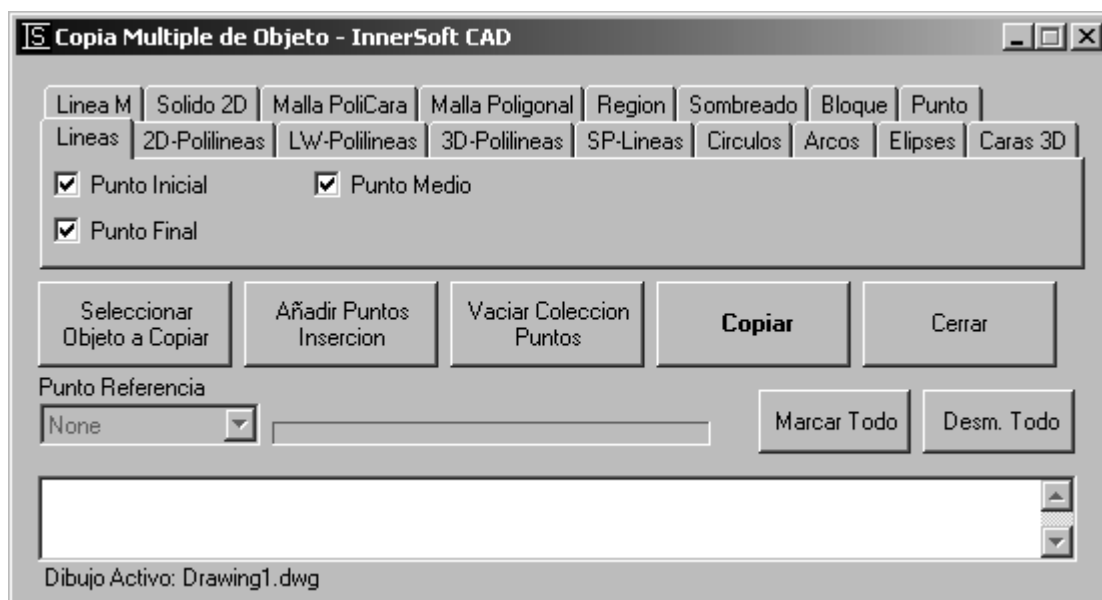 IS Copia Multiple de Objeto - InnerSoft CAD
Linea M Solido 2D Malla PoliCara Malla Poligonal Region Sombreado Bloque Punto
Lineas 2D-Polilineas LW-Polilineas 3D-Polilineas SP-Lineas Circulos Arcos Elipses Caras 3D
Punto Inicial Punto Medio
Punto Final
Seleccionar
Objeto a Copiar
Añadir Puntos
Insercion
Vaciar Coleccion
Puntos
Copiar
Cerrar
Punto Referencia
None
Marcar Todo
Desm. Todo
Dibujo Activo: Drawing1.dwg